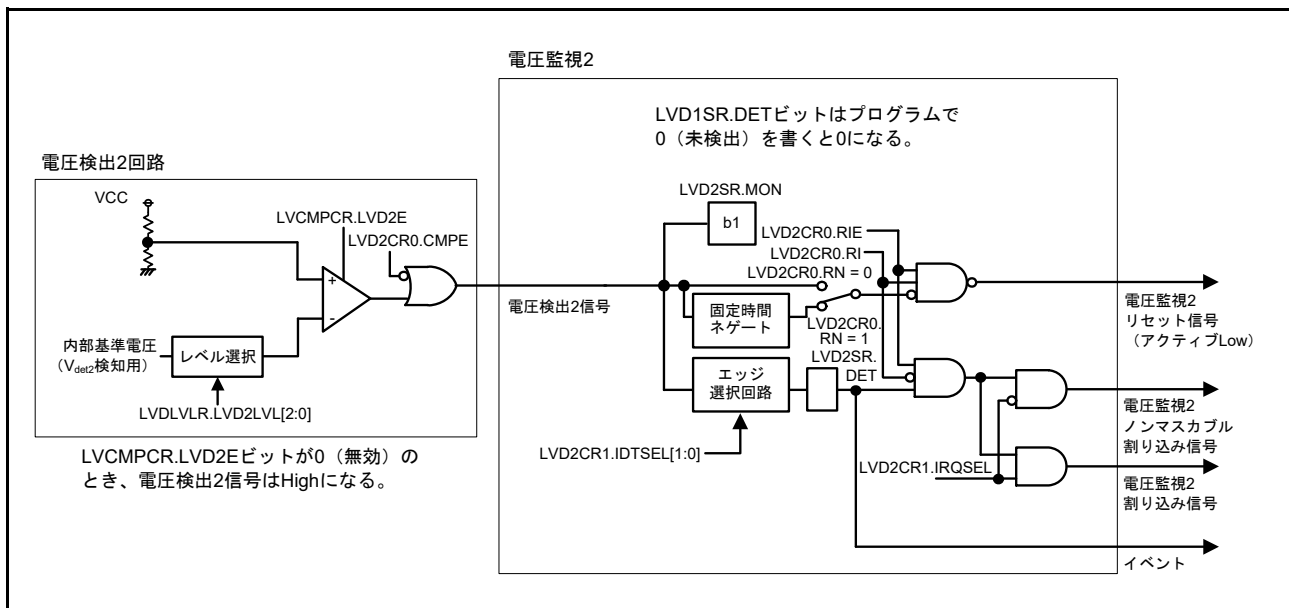 電圧監視2
LVD1SR.DETビットはプログラムで
0（未検出）を書くと0になる。
電圧検出2回路
VCC
LVCMPCR.LVD2E
LVD2CR0.CMPE
+
-
内部基準電圧
（Vdet2検知用）
レベル選択
LVDLVLR.LVD2LVL[2:0]
LVCMPCR.LVD2Eビットが0（無効）の
とき、電圧検出2信号はHighになる。
電圧検出2信号
LVD2SR.MON
b1
LVD2CR0.RIE
LVD2CR0.RI
LVD2CR0.RN = 0
固定時間
ネゲート
LVD2CR0.
RN = 1
LVD2SR.
DET
エッジ
選択回路
LVD2CR1.IDTSEL[1:0]
LVD2CR1.IRQSEL
電圧監視2
リセット信号
（アクティブLow）
電圧監視2
ノンマスカブル
割り込み信号
電圧監視2
割り込み信号
イベント